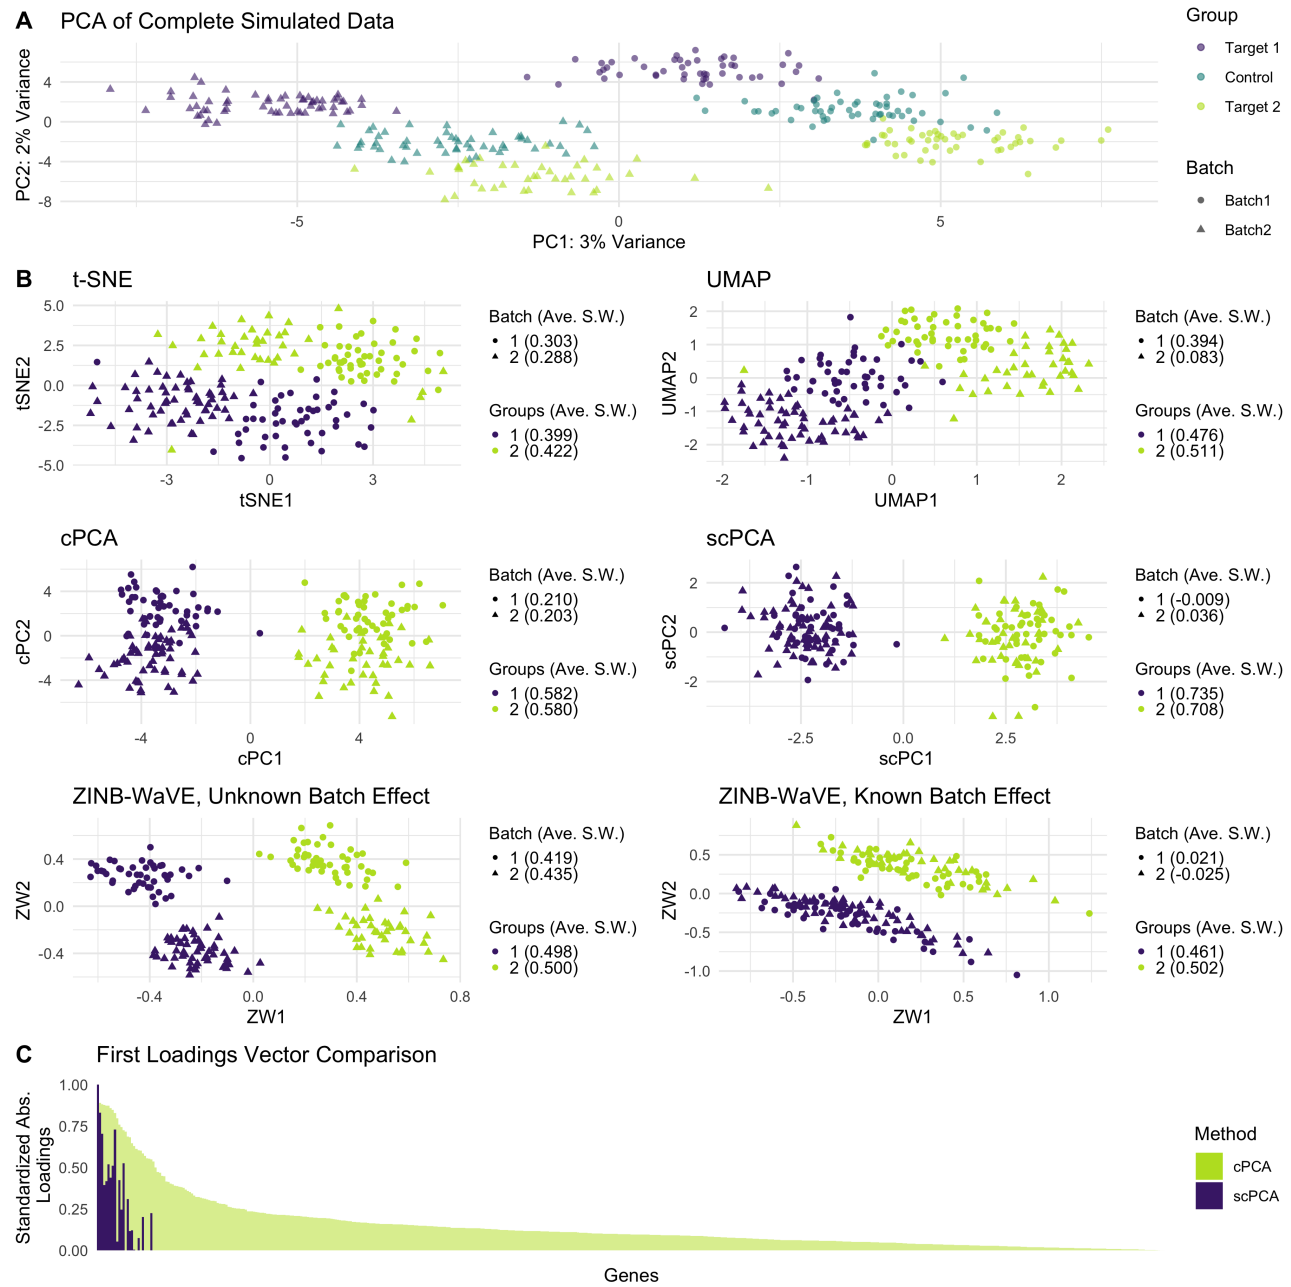 A PCA of Complete Simulated Data
PC2: 2% Variance
4
0
-4
-8
-5
0
5
PC1: 3% Variance
Group
Target 1
Control
Target 2
Batch
Batch1
Batch2
B t-SNE
tSNE2
5.0
2.5
0.0
-2.5
-5.0
-3
0
3
tSNE1
Batch (Ave. S.W.)
1 (0.303)
2 (0.288)
Groups (Ave. S.W.)
1 (0.399)
2 (0.422)
UMAP
UMAP2
2
1
0
-1
-2
-2
-1
0
1
2
UMAP1
Batch (Ave. S.W.)
1 (0.394)
2 (0.083)
Groups (Ave. S.W.)
1 (0.476)
2 (0.511)
cPCA
cPC2
4
0
-4
-4
0
4
cPC1
Batch (Ave. S.W.)
1 (0.210)
2 (0.203)
Groups (Ave. S.W.)
1 (0.582)
2 (0.580)
scPCA
scPC2
2
0
-2
-2.5
0.0
2.5
scPC1
Batch (Ave. S.W.)
1 (-0.009)
2 (0.036)
Groups (Ave. S.W.)
1 (0.735)
2 (0.708)
ZINB-WaVE, Unknown Batch Effect
ZW2
0.4
0.0
-0.4
-0.4
0.0
0.4
0.8
ZW1
Batch (Ave. S.W.)
1 (0.419)
2 (0.435)
Groups (Ave. S.W.)
1 (0.498)
2 (0.500)
ZINB-WaVE, Known Batch Effect
ZW2
0.5
0.0
-0.5
-1.0
-0.5
0.0
0.5
1.0
ZW1
Batch (Ave. S.W.)
1 (0.021)
2 (-0.025)
Groups (Ave. S.W.)
1 (0.461)
2 (0.502)
C First Loadings Vector Comparison
Standardized Abs.
Loadings
1.00
0.75
0.50
0.25
0.00
Genes
Method
cPCA
scPCA